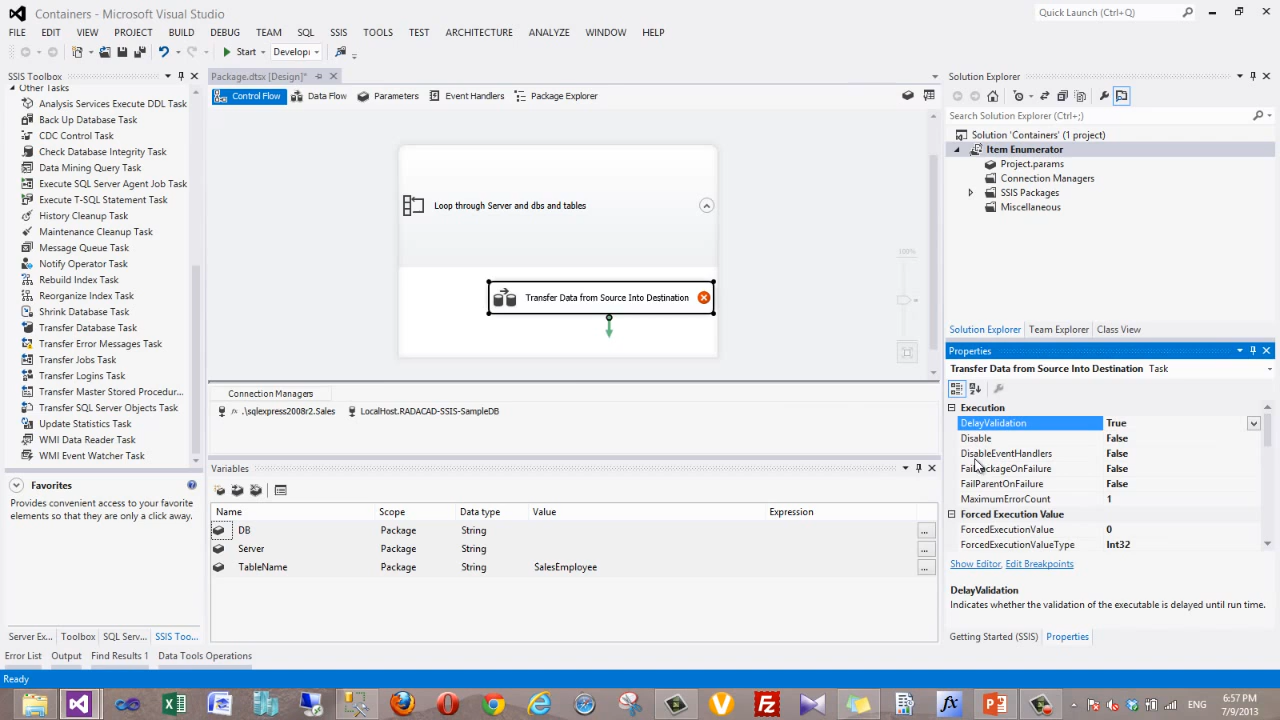 Containers - Microsoft Visual Studio
Quick Launch (Ctrl+Q)
FILE EDIT VIEW PROJECT BUILD DEBUG TEAM SQL SSIS TOOLS TEST ARCHITECTURE ANALYZE WINDOW HELP
Start Develop
SSIS Toolbox
Other Tasks
Analysis Services Execute DDL Task
Back Up Database Task
CDC Control Task
Check Database Integrity Task
Data Mining Query Task
Execute SQL Server Agent Job Task
Execute T-SQL Statement Task
History Cleanup Task
Maintenance Cleanup Task
Message Queue Task
Notify Operator Task
Rebuild Index Task
Reorganize Index Task
Shrink Database Task
Transfer Database Task
Transfer Error Messages Task
Transfer Jobs Task
Transfer Logins Task
Transfer Master Stored Procedur...
Transfer SQL Server Objects Task
Update Statistics Task
WMI Data Reader Task
WMI Event Watcher Task
Favorites
Provides convenient access to your favorite
elements so that they are only a click away.
Server Ex... Toolbox SQL Serv... SSIS Too...
Package.dtsx [Design]*
Control Flow Data Flow Parameters Event Handlers Package Explorer
Loop through Server and dbs and tables
Transfer Data from Source Into Destination
100%
Connection Managers
fx .\sqlexpress2008r2.Sales LocalHost.RADACAD-SSIS-SampleDB
Variables
Name Scope Data type Value Expression
DB Package String ...
Server Package String ...
TableName Package String SalesEmployee ...
Solution Explorer
Search Solution Explorer (Ctrl+;)
Solution 'Containers' (1 project)
Item Enumerator
Project.params
Connection Managers
SSIS Packages
Miscellaneous
Solution Explorer Team Explorer Class View
Properties
Transfer Data from Source Into Destination Task
Execution
DelayValidation True
Disable False
DisableEventHandlers False
FailPackageOnFailure False
FailParentOnFailure False
MaximumErrorCount 1
Forced Execution Value
ForcedExecutionValue 0
ForcedExecutionValueType Int32
Show Editor, Edit Breakpoints
DelayValidation
Indicates whether the validation of the executable is delayed until run time.
Getting Started (SSIS) Properties
Error List Output Find Results 1 Data Tools Operations
Ready
fx
ENG
6:57 PM
7/9/2013